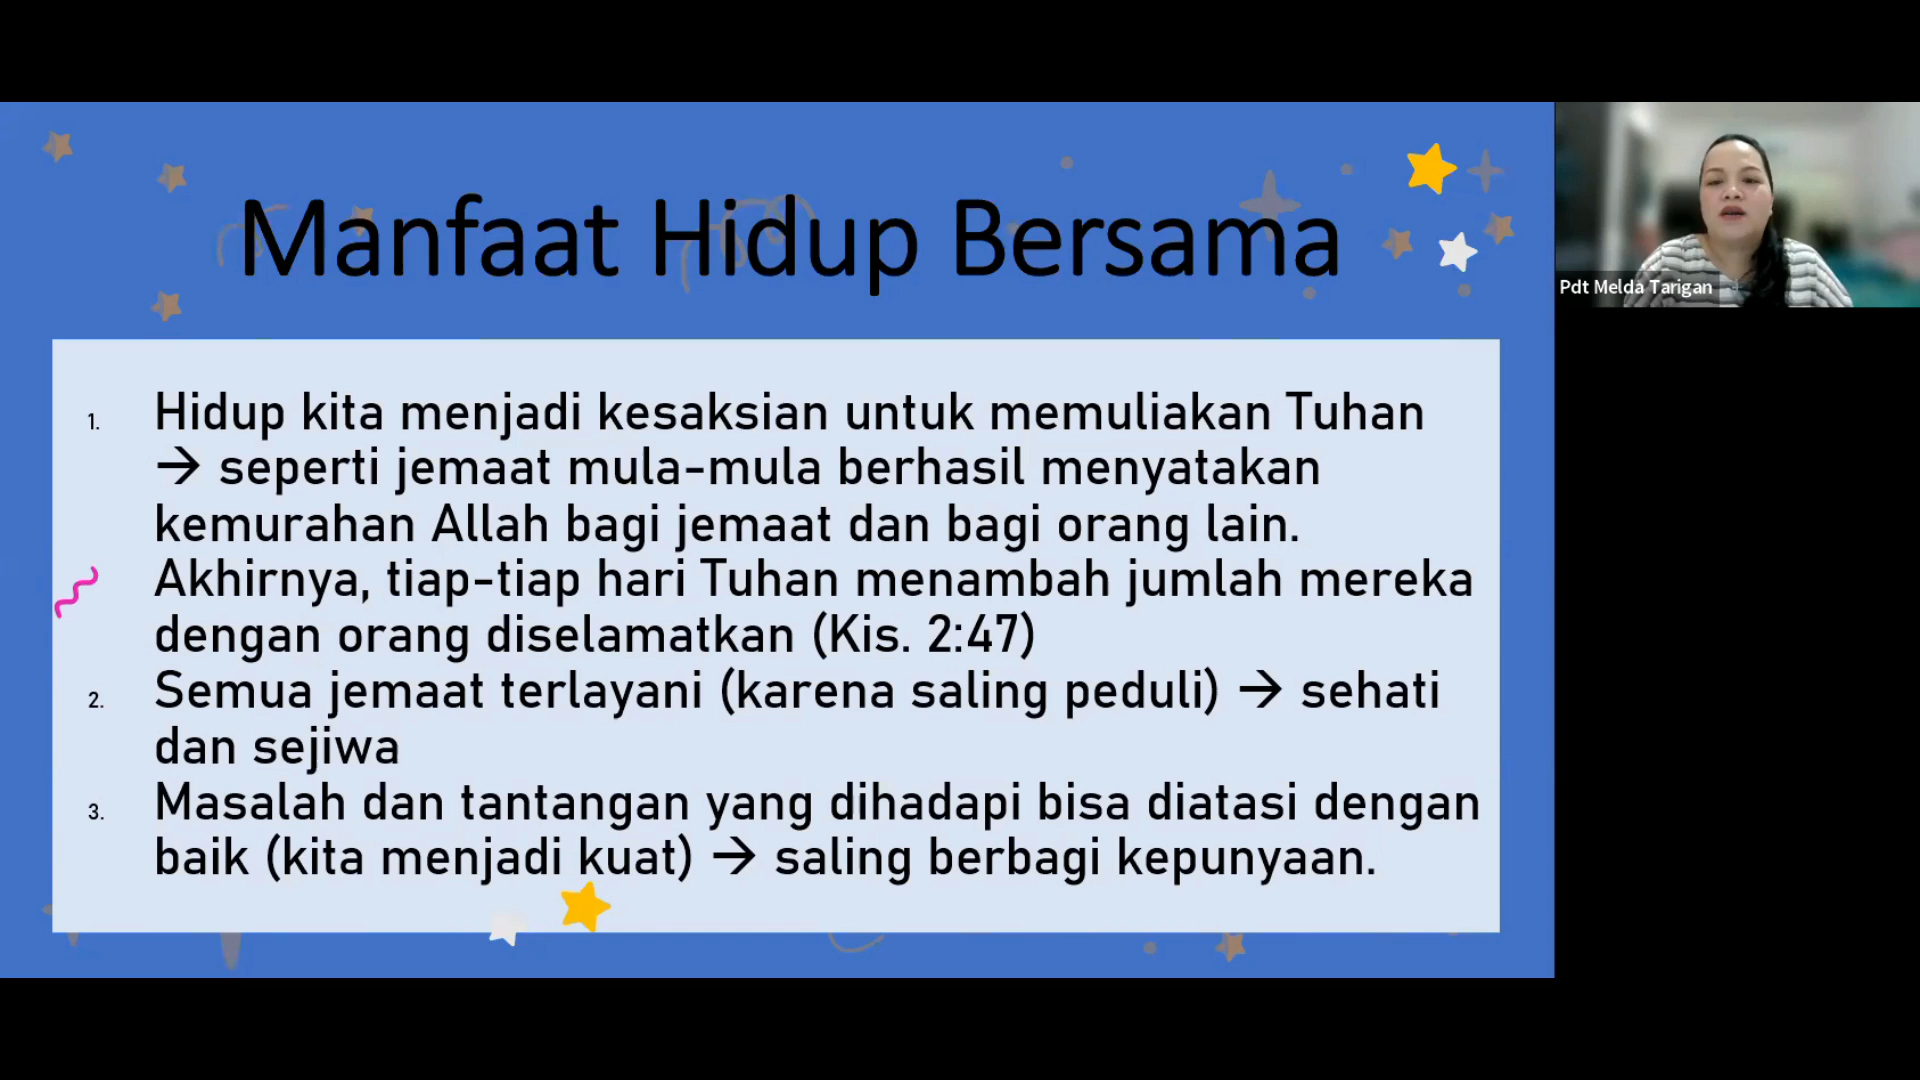 Manfaat Hidup Bersama
1. Hidup kita menjadi kesaksian untuk memuliakan Tuhan
→ seperti jemaat mula-mula berhasil menyatakan
kemurahan Allah bagi jemaat dan bagi orang lain.
Akhirnya, tiap-tiap hari Tuhan menambah jumlah mereka
dengan orang diselamatkan (Kis. 2:47)
2. Semua jemaat terlayani (karena saling peduli) → sehati
dan sejiwa
3. Masalah dan tantangan yang dihadapi bisa diatasi dengan
baik (kita menjadi kuat) → saling berbagi kepunyaan.
Pdt Melda Tarigan